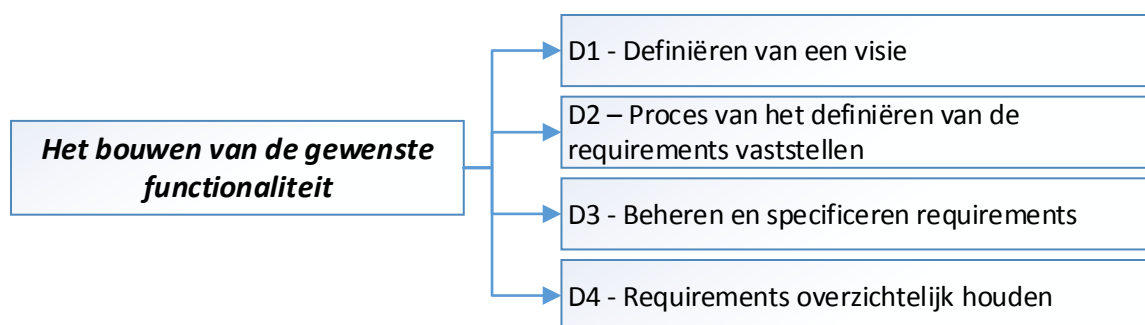 Het bouwen van de gewenste
functionaliteit
D1 - Definiëren van een visie
D2 – Proces van het definiëren van de
requirements vaststellen
D3 - Beheren en specificeren requirements
D4 - Requirements overzichtelijk houden